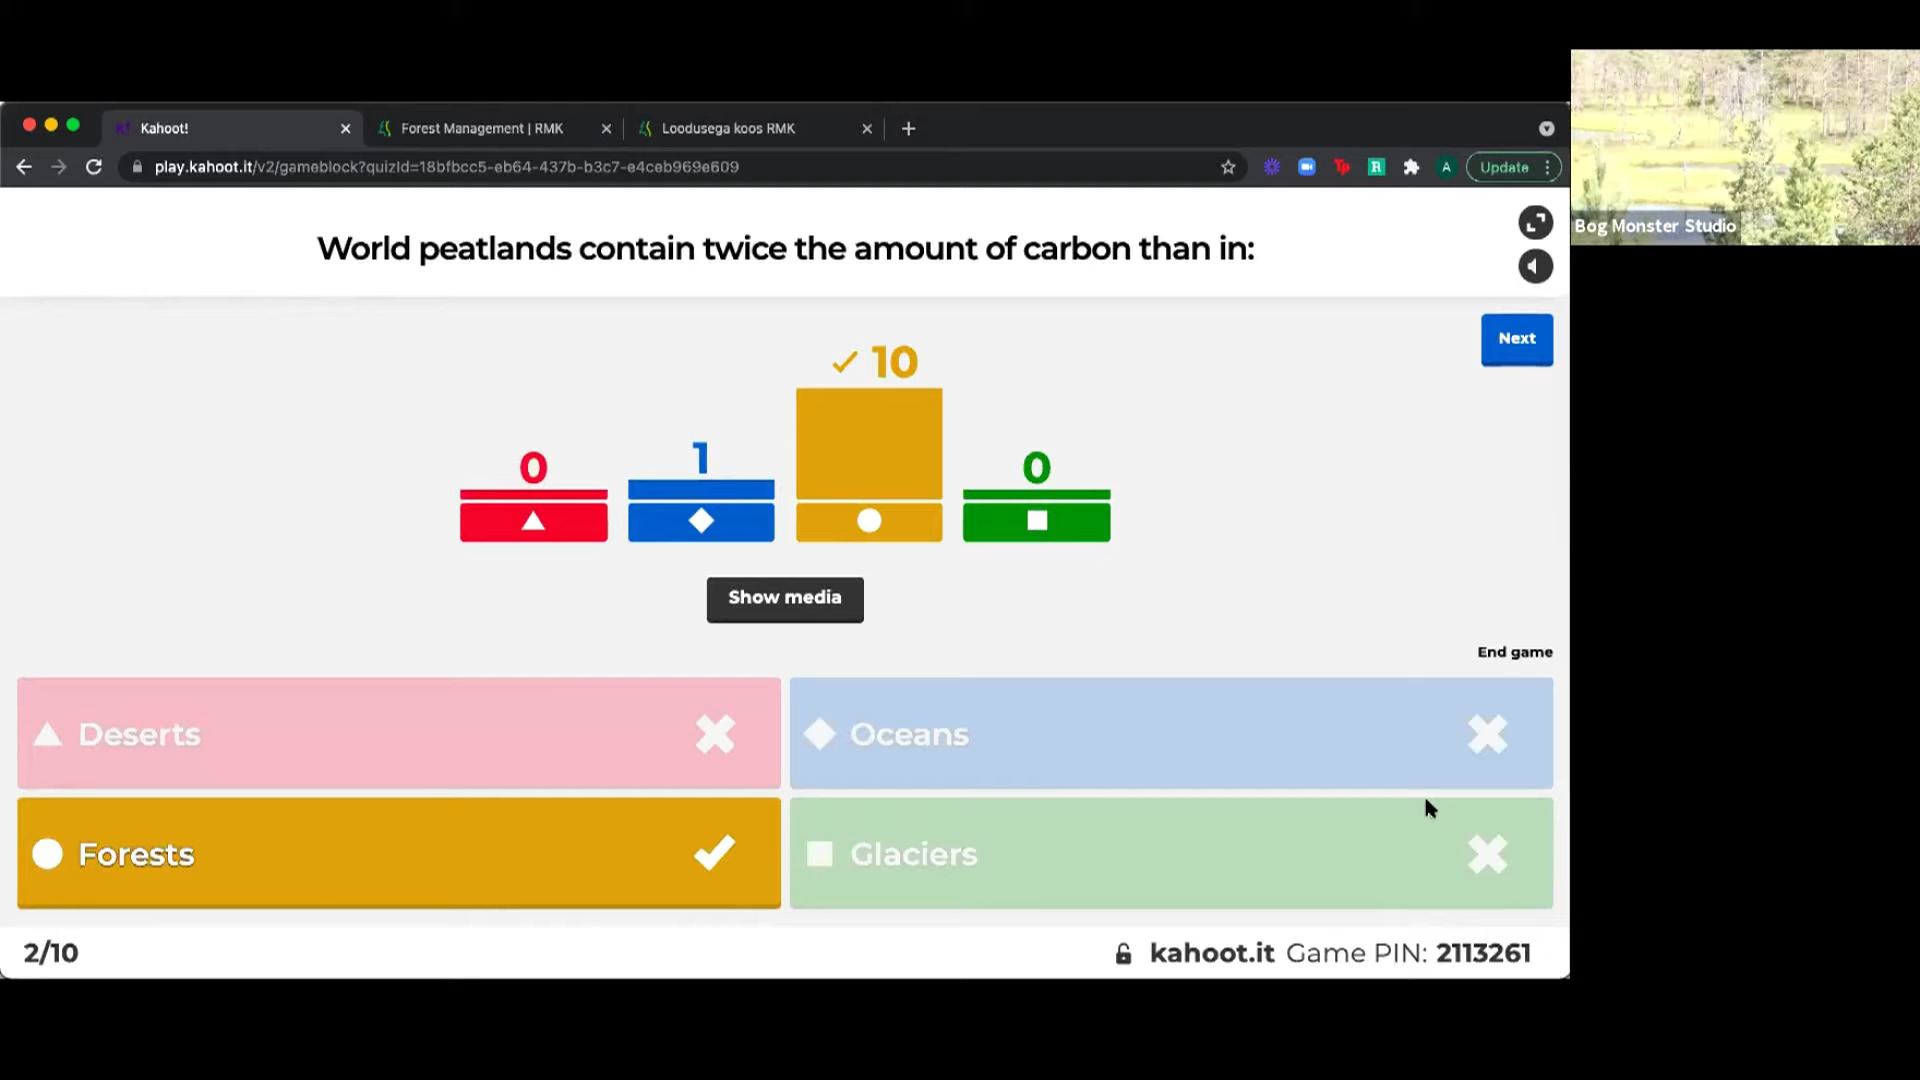 Kahoot!
Forest Management | RMK
Loodusega koos RMK
play.kahoot.it/v2/gameblock?quizId=18bfbcc5-eb64-437b-b3c7-e4ceb969e609
Tp
R
A
Update
Bog Monster Studio
World peatlands contain twice the amount of carbon than in:
Next
0
1
10
0
Show media
End game
Deserts
Oceans
Forests
Glaciers
2/10
kahoot.it Game PIN: 2113261